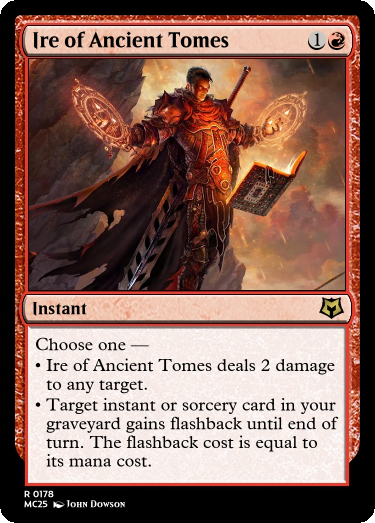 Ire of Ancient Tomes 1
Instant
Choose one —
• Ire of Ancient Tomes deals 2 damage
to any target.
• Target instant or sorcery card in your
graveyard gains flashback until end of
turn. The flashback cost is equal to
its mana cost.
R 0178
MC25 John Dowson